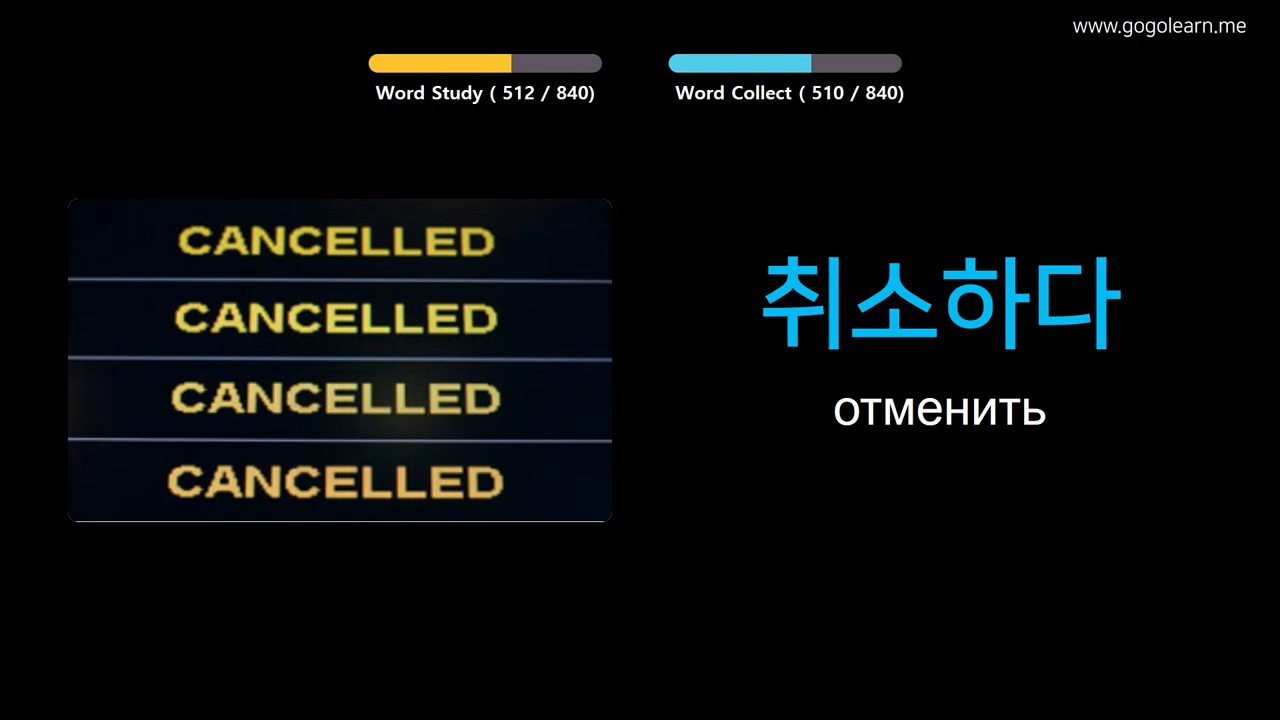 www.gogolearn.me
Word Study ( 512 / 840)
Word Collect ( 510 / 840)
CANCELLED
CANCELLED
CANCELLED
CANCELLED
취소하다
отменить